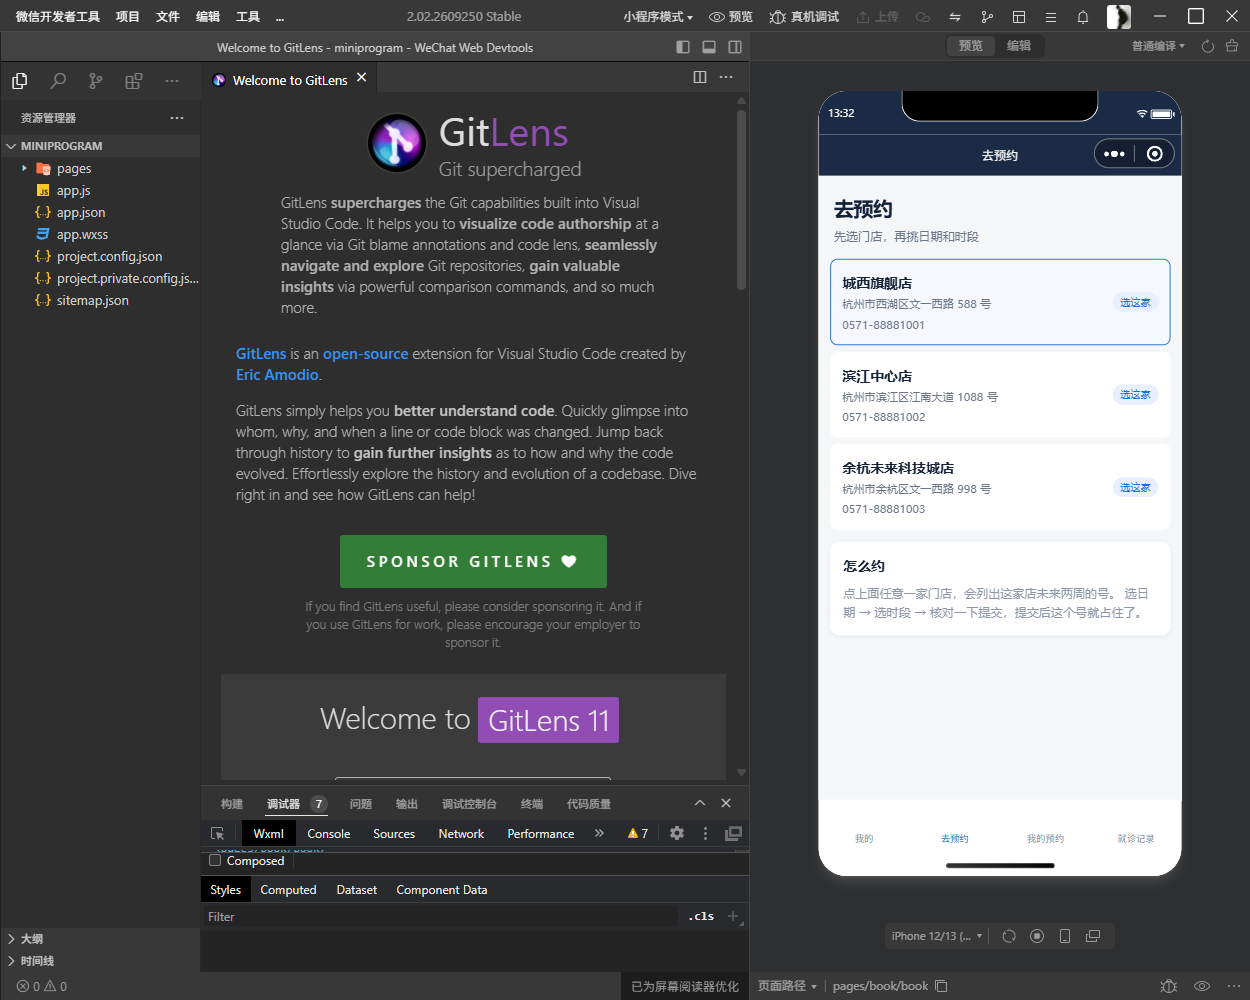 微信开发者工具 项目 文件 编辑 工具 ... 2.02.2609250 Stable 小程序模式 预览 真机调试 上传
Welcome to GitLens - miniprogram - WeChat Web Devtools
预览 编辑 普通编译
Welcome to GitLens
资源管理器
MINIPROGRAM
pages
app.js
app.json
app.wxss
project.config.json
project.private.config.js...
sitemap.json
大纲
时间线
0 0
GitLens
Git supercharged
GitLens supercharges the Git capabilities built into Visual
Studio Code. It helps you to visualize code authorship at a
glance via Git blame annotations and code lens, seamlessly
navigate and explore Git repositories, gain valuable
insights via powerful comparison commands, and so much
more.
GitLens is an open-source extension for Visual Studio Code created by
Eric Amodio.
GitLens simply helps you better understand code. Quickly glimpse into
whom, why, and when a line or code block was changed. Jump back
through history to gain further insights as to how and why the code
evolved. Effortlessly explore the history and evolution of a codebase. Dive
right in and see how GitLens can help!
SPONSOR GITLENS
If you find GitLens useful, please consider sponsoring it. And if
you use GitLens for work, please encourage your employer to
sponsor it.
Welcome to GitLens 11
构建 调试器 7 问题 输出 调试控制台 终端 代码质量
Wxml Console Sources Network Performance 7
Composed
Styles Computed Dataset Component Data
Filter .cls
已为屏幕阅读器优化
13:32
去预约
去预约
先选门店，再挑日期和时段
城西旗舰店
杭州市西湖区文一西路 588 号
0571-88881001
选这家
滨江中心店
杭州市滨江区江南大道 1088 号
0571-88881002
选这家
余杭未来科技城店
杭州市余杭区文一西路 998 号
0571-88881003
选这家
怎么约
点上面任意一家门店，会列出这家店未来两周的号。 选日
期 → 选时段 → 核对一下提交，提交后这个号就占住了。
我的 去预约 我的预约 就诊记录
iPhone 12/13 (...
页面路径 pages/book/book